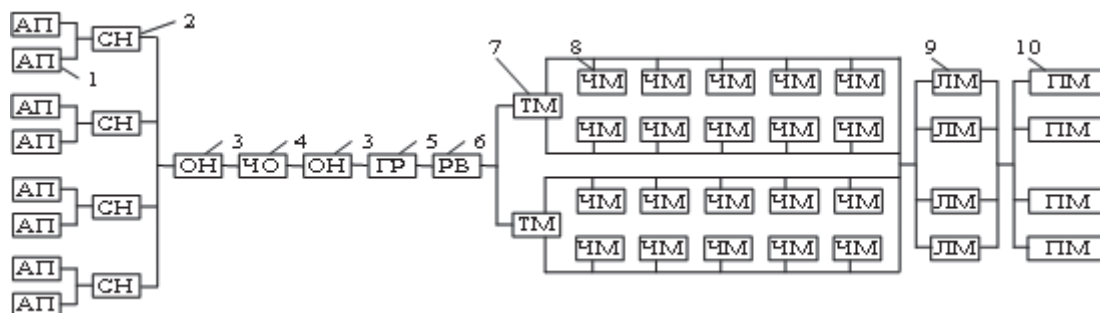 АП 2 СН
АП 1
АП СН
АП
АП СН
АП
АП СН
АП
ОН 3 ЧО 4 ОН 3 ГР 5 РВ 6
7 ТМ
8 ЧМ ЧМ ЧМ ЧМ ЧМ
ЧМ ЧМ ЧМ ЧМ ЧМ
ТМ
ЧМ ЧМ ЧМ ЧМ ЧМ
ЧМ ЧМ ЧМ ЧМ ЧМ
9 ЛМ
ЛМ
ЛМ
ЛМ
10 ПМ
ПМ
ПМ
ПМ